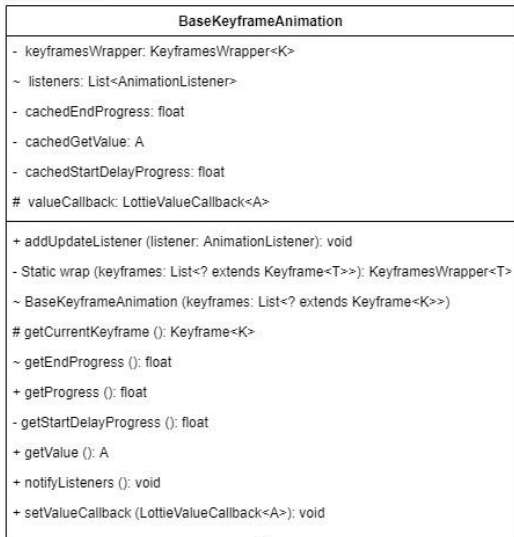 BaseKeyframeAnimation
- keyframesWrapper: KeyframesWrapper<K>
~ listeners: List<AnimationListener>
- cachedEndProgress: float
- cachedGetValue: A
- cachedStartDelayProgress: float
# valueCallback: LottieValueCallback<A>
+ addUpdateListener (listener: AnimationListener): void
- Static wrap (keyframes: List<? extends Keyframe<T>>): KeyframesWrapper<T>
~ BaseKeyframeAnimation (keyframes: List<? extends Keyframe<K>>)
# getCurrentKeyframe (): Keyframe<K>
~ getEndProgress (): float
+ getProgress (): float
- getStartDelayProgress (): float
+ getValue (): A
+ notifyListeners (): void
+ setValueCallback (LottieValueCallback<A>): void